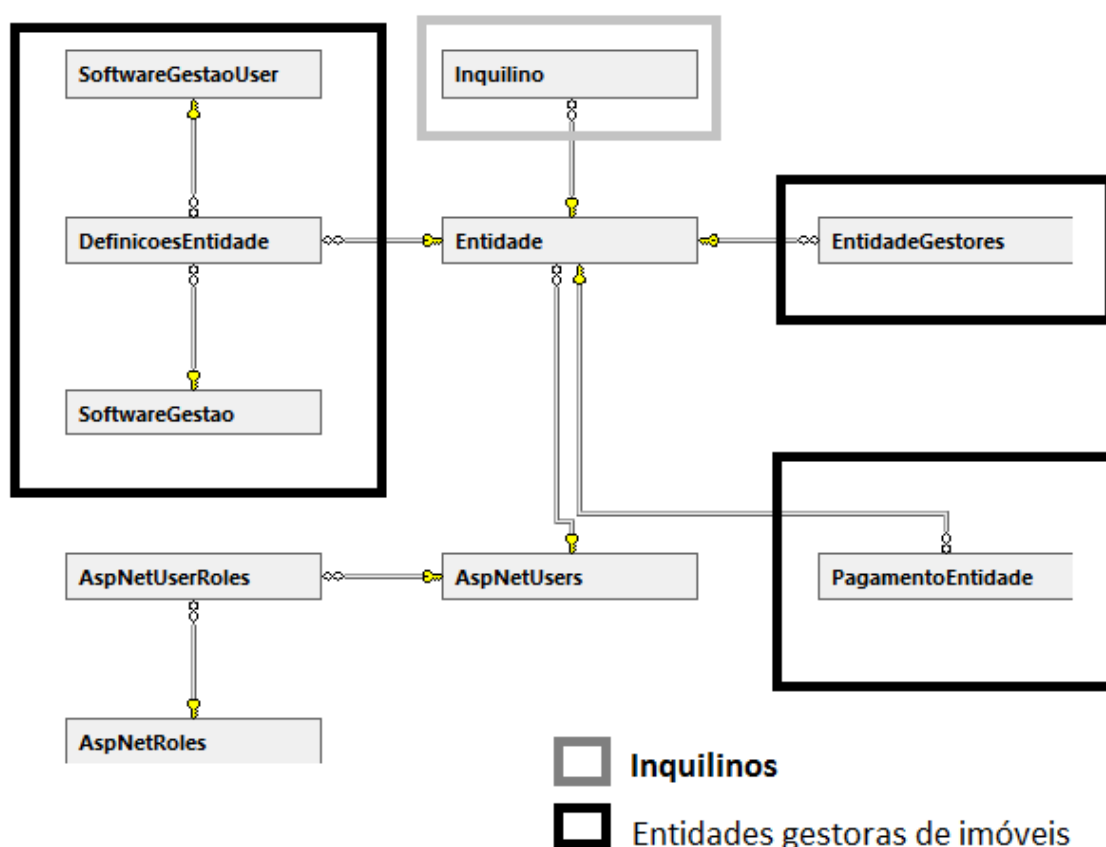 SoftwareGestaoUser
Inquilino
DefinicoesEntidade
Entidade
EntidadeGestores
SoftwareGestao
AspNetUserRoles
AspNetUsers
PagamentoEntidade
AspNetRoles
Inquilinos
Entidades gestoras de imóveis